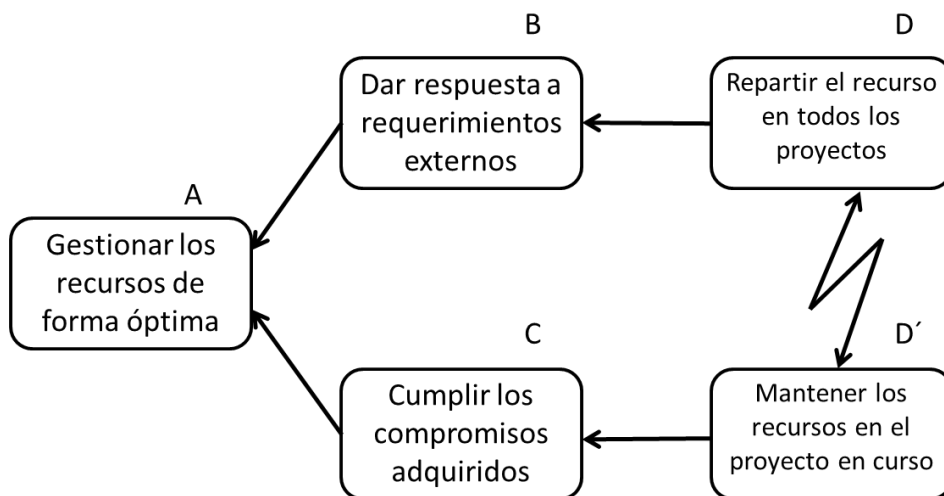 B
Dar respuesta a
requerimientos
externos
D
Repartir el recurso
en todos los
proyectos
A
Gestionar los
recursos de
forma óptima
C
Cumplir los
compromisos
adquiridos
D´
Mantener los
recursos en el
proyecto en curso